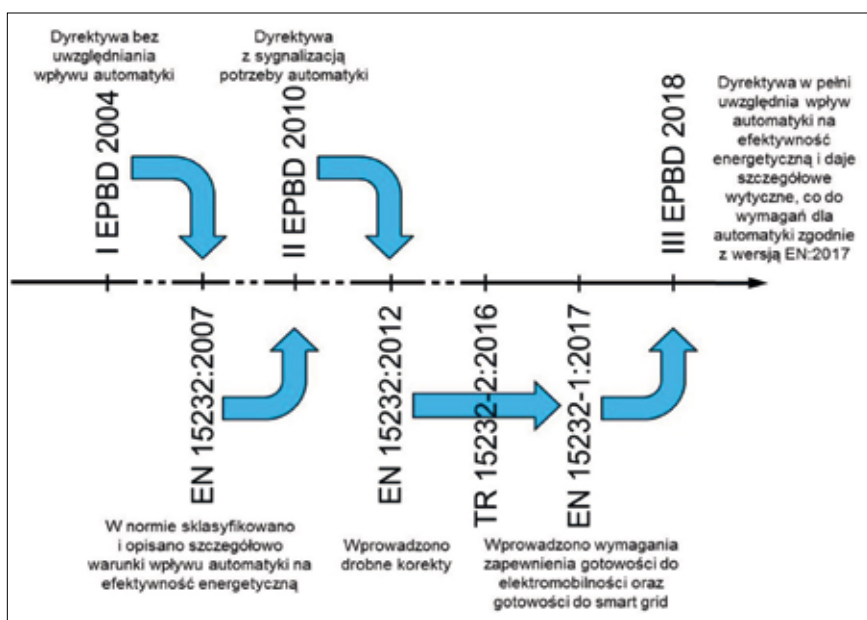 Dyrektywa bez
uwzględniania
wpływu automatyki
I EPBD 2004
Dyrektywa
z sygnalizacją
potrzeby automatyki
II EPBD 2010
III EPBD 2018
Dyrektywa w pełni
uwzględnia wpływ
automatyki na
efektywność
energetyczną i daje
szczegółowe
wytyczne, co do
wymagań dla
automatyki zgodnie
z wersją EN:2017
EN 15232:2007
W normie sklasyfikowano
i opisano szczegółowo
warunki wpływu automatyki na
efektywność energetyczną
EN 15232:2012
Wprowadzono
drobne korekty
TR 15232-2:2016
EN 15232-1:2017
Wprowadzono wymagania
zapewnienia gotowości do
elektromobilności oraz
gotowości do smart grid